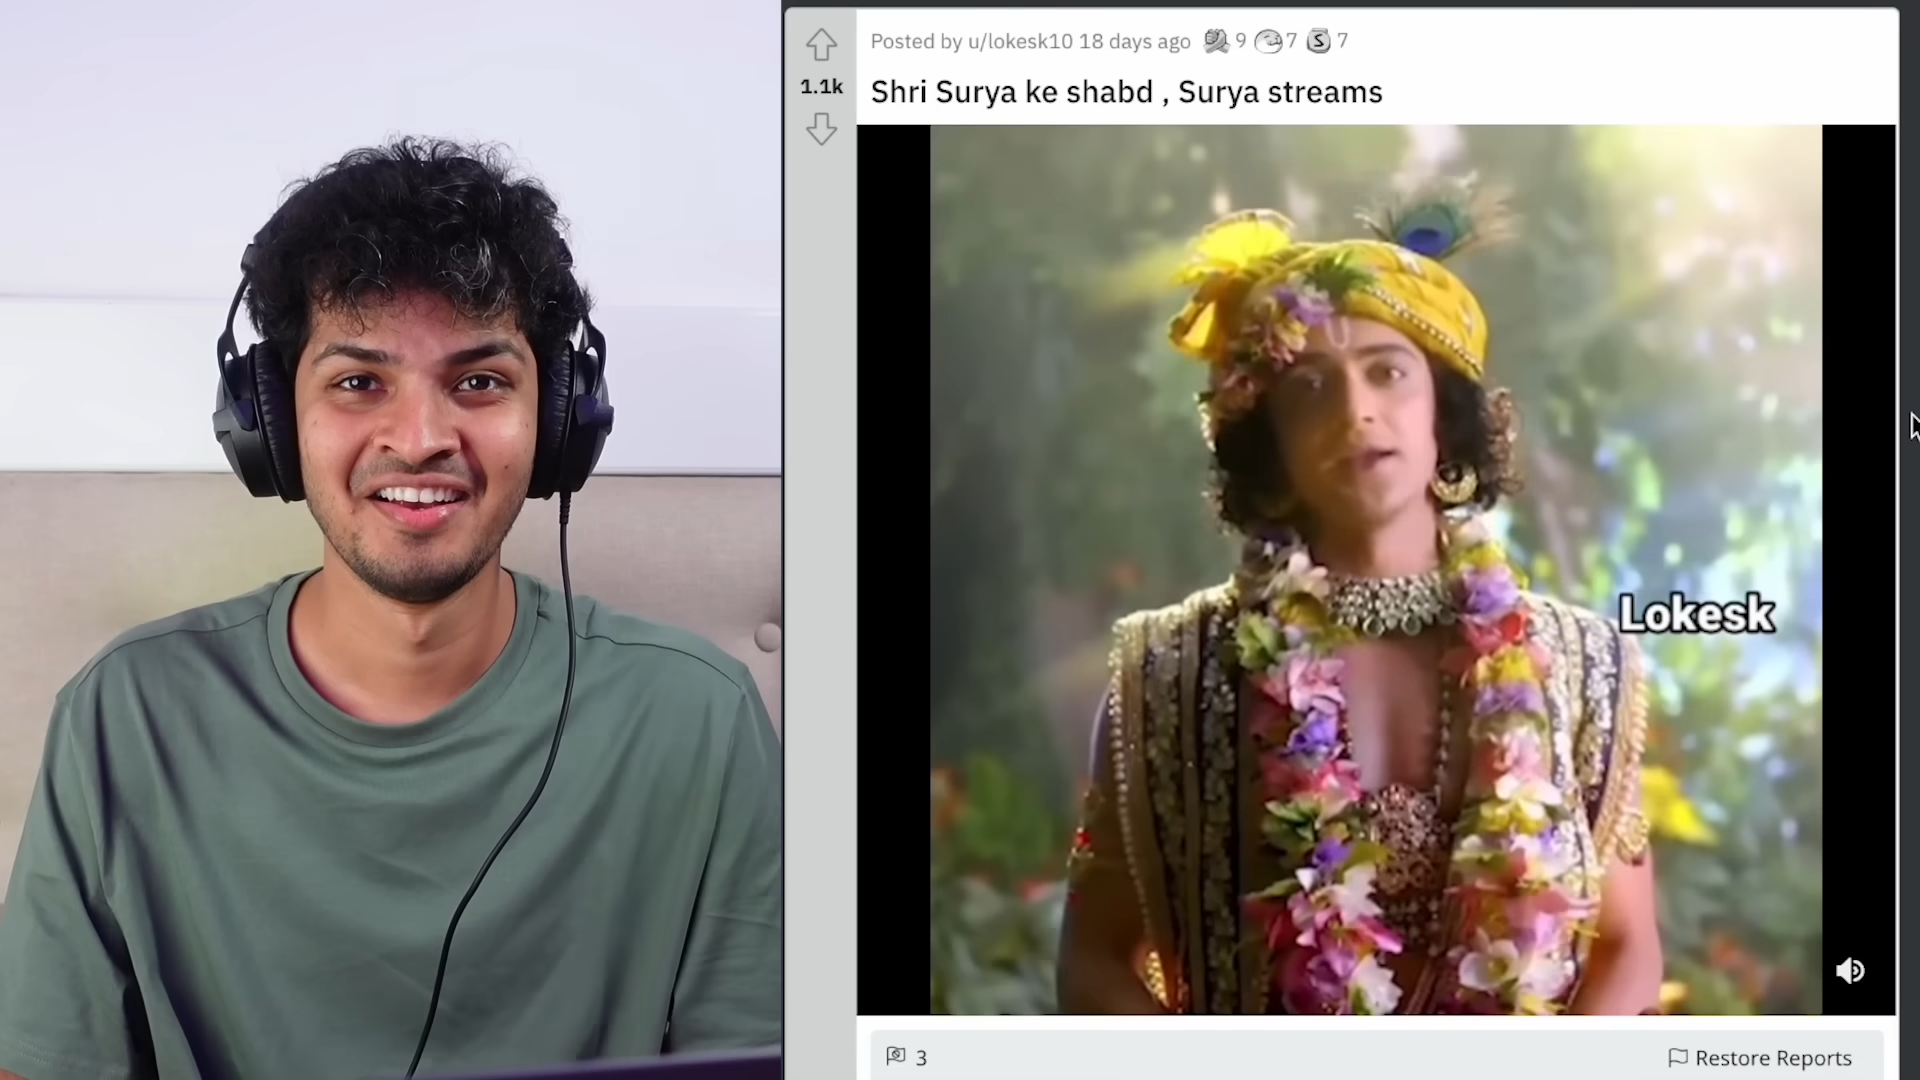 Posted by u/lokesk10 18 days ago 9 7 S 7
1.1k
Shri Surya ke shabd , Surya streams
Lokesk
3
Restore Reports